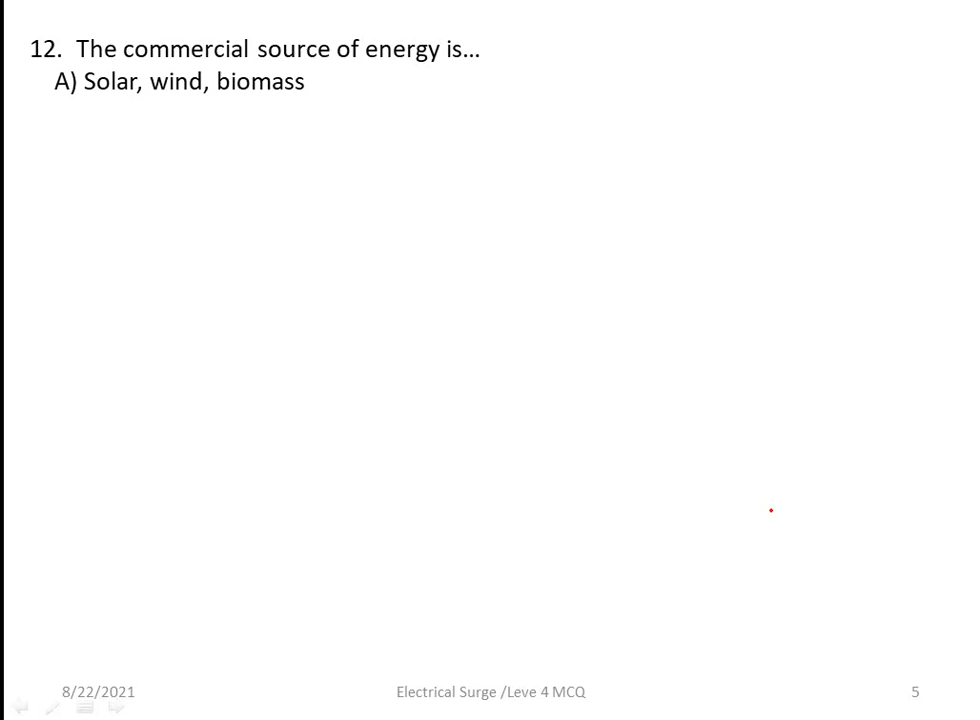 12. The commercial source of energy is...
A) Solar, wind, biomass
8/22/2021
Electrical Surge /Leve 4 MCQ
5